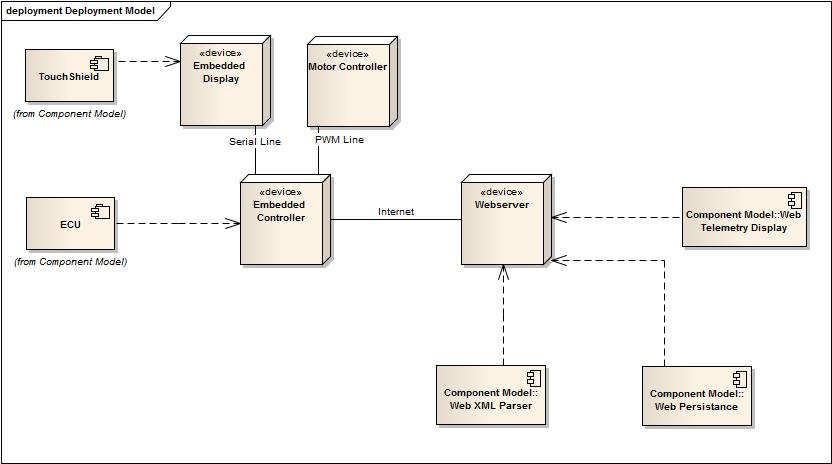 deployment Deployment Model
TouchShield
(from Component Model)
«device»
Embedded
Display
«device»
Motor Controller
Serial Line
PWM Line
ECU
(from Component Model)
«device»
Embedded
Controller
Internet
«device»
Webserver
Component Model::Web
Telemetry Display
Component Model::
Web XML Parser
Component Model::
Web Persistance